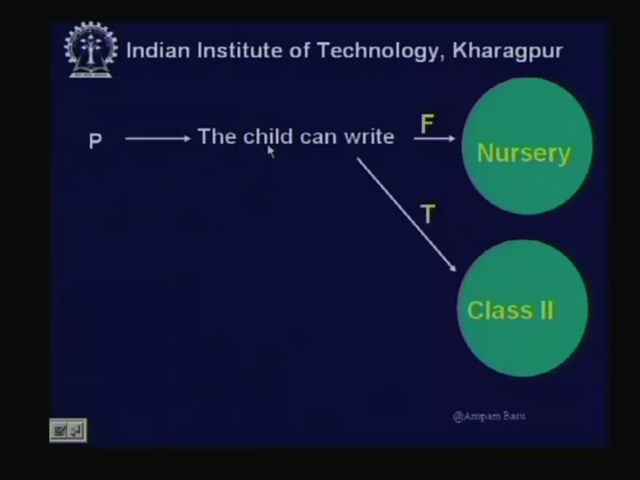 Indian Institute of Technology, Kharagpur
P
The child can write
F
Nursery
T
Class II
@Anupam Basu